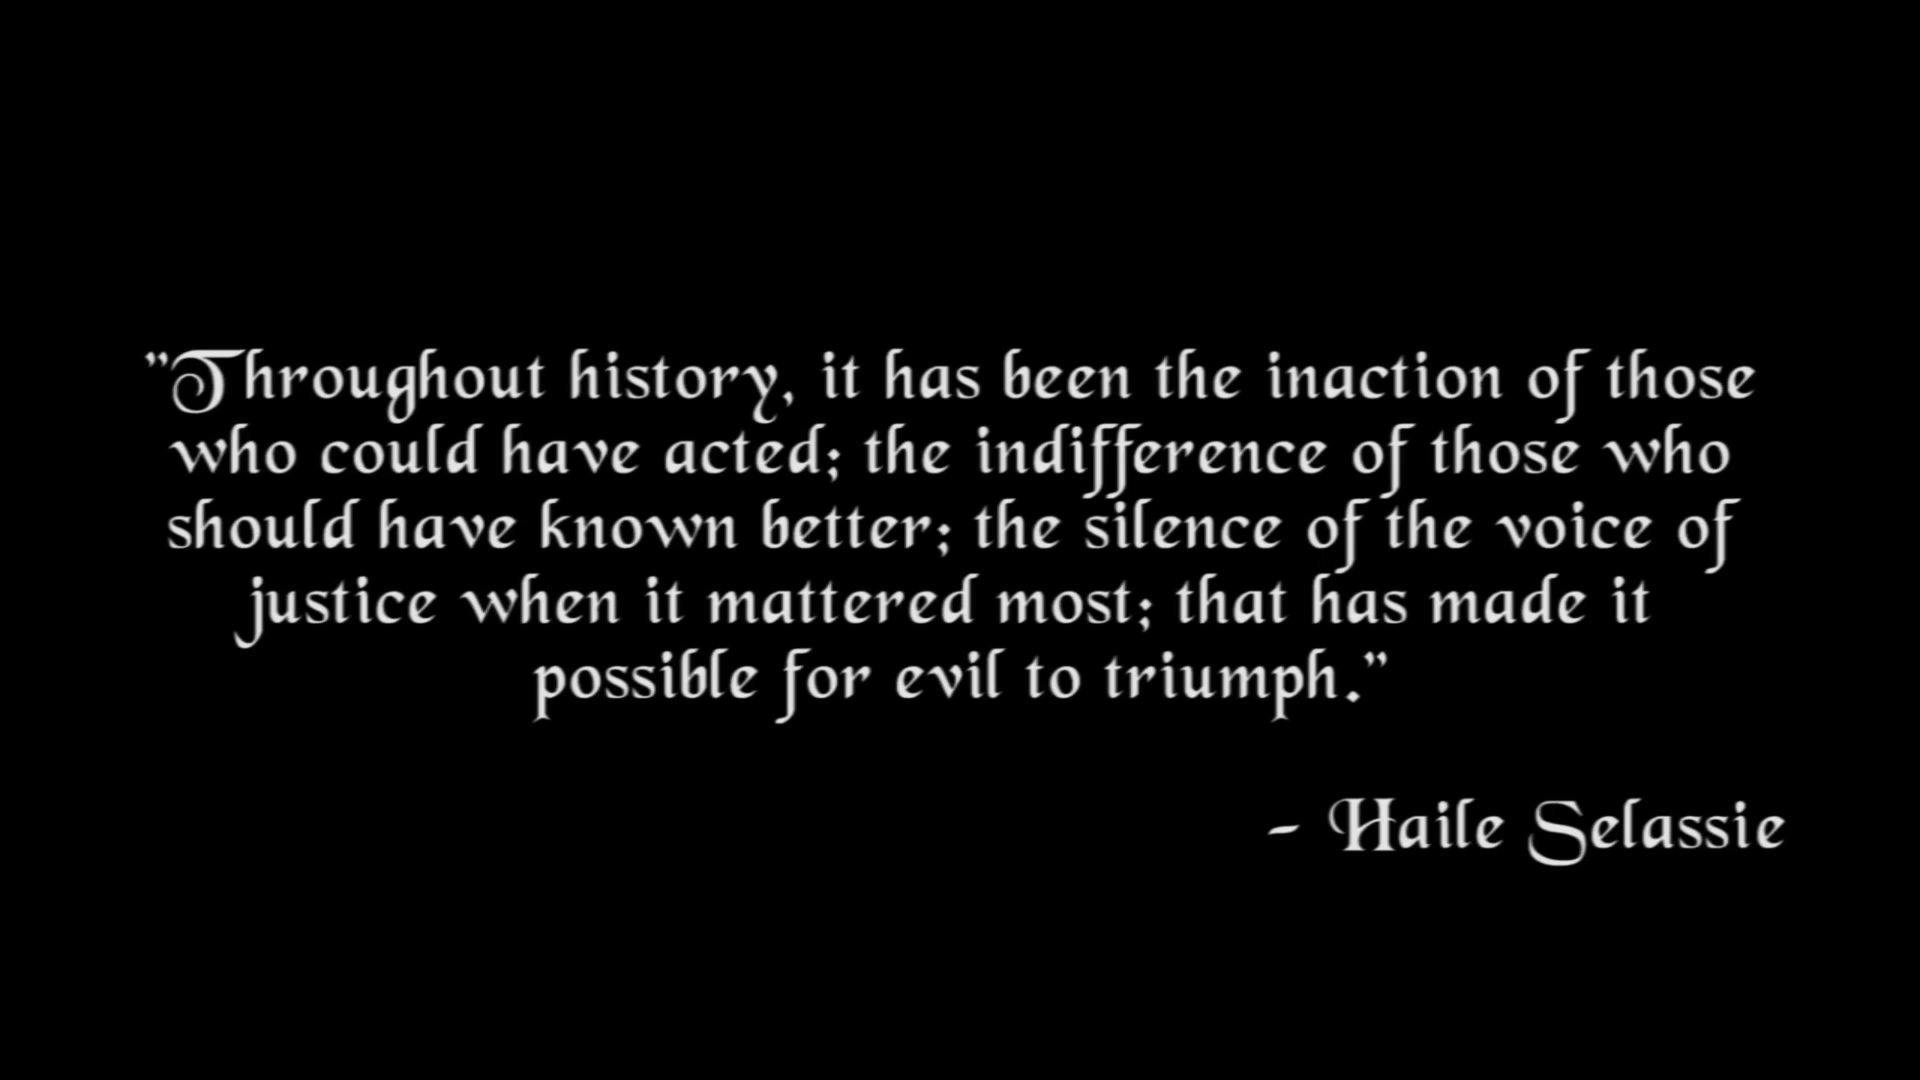 "Throughout history, it has been the inaction of those
who could have acted; the indifference of those who
should have known better; the silence of the voice of
justice when it mattered most; that has made it
possible for evil to triumph."
- Haile Selassie